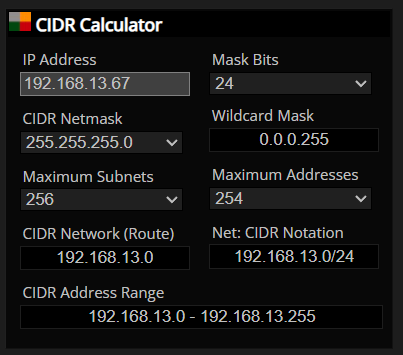 CIDR Calculator
IP Address
Mask Bits
192.168.13.67
24
CIDR Netmask
Wildcard Mask
255.255.255.0
0.0.0.255
Maximum Subnets
Maximum Addresses
256
254
CIDR Network (Route)
Net: CIDR Notation
192.168.13.0
192.168.13.0/24
CIDR Address Range
192.168.13.0 - 192.168.13.255